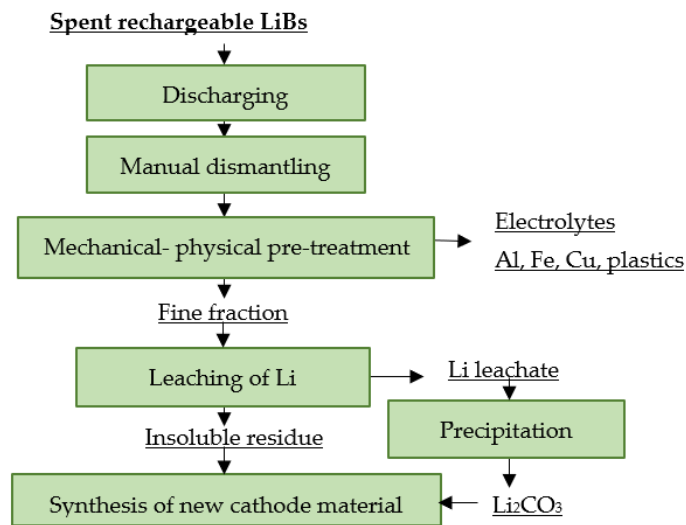 Spent rechargeable LiBs
Discharging
Manual dismantling
Mechanical- physical pre-treatment
Electrolytes
Al, Fe, Cu, plastics
Fine fraction
Leaching of Li
Li leachate
Insoluble residue
Precipitation
Synthesis of new cathode material
Li₂CO₃